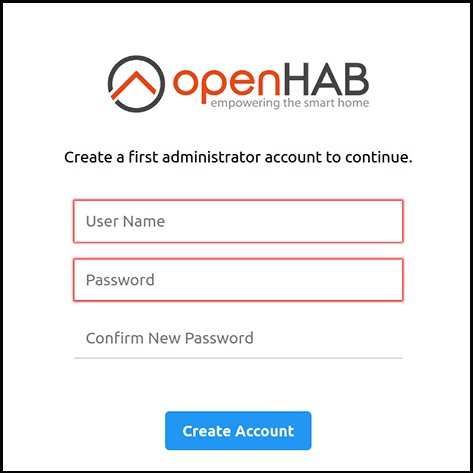 openHAB
empowering the smart home
Create a first administrator account to continue.
User Name
Password
Confirm New Password
Create Account